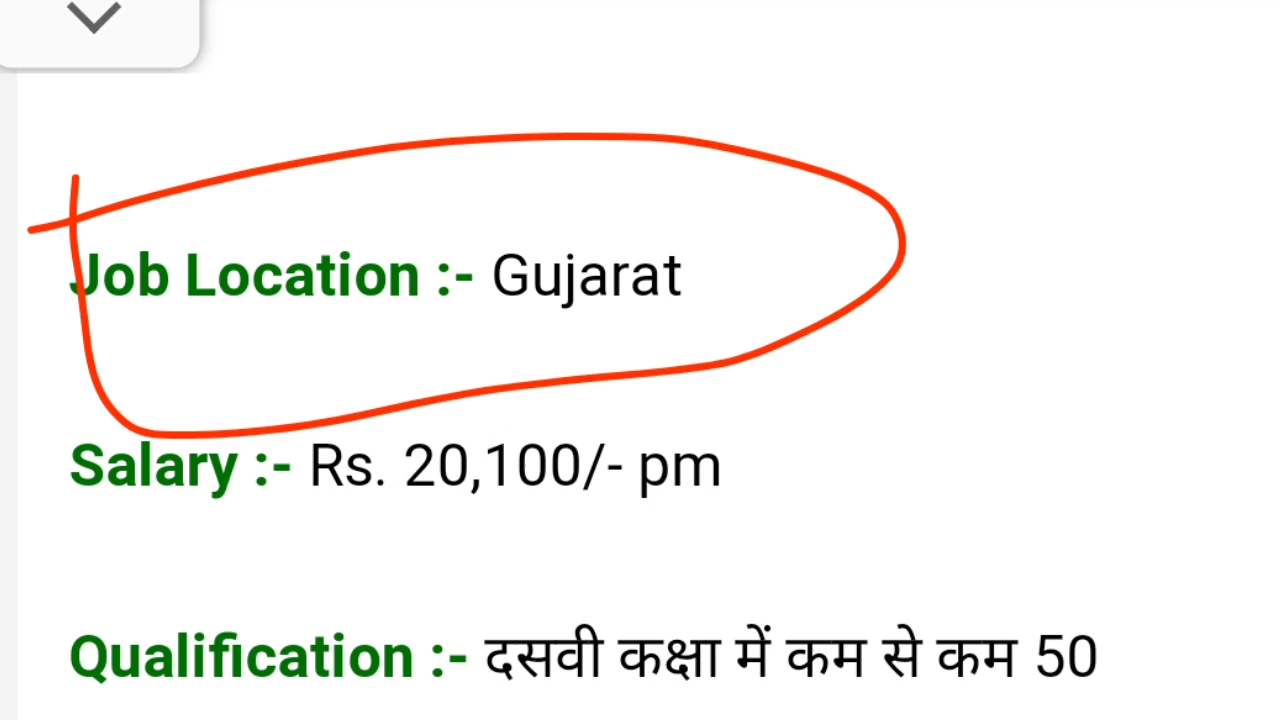 Job Location :- Gujarat
Salary :- Rs. 20,100/- pm
Qualification :- दसवी कक्षा में कम से कम 50